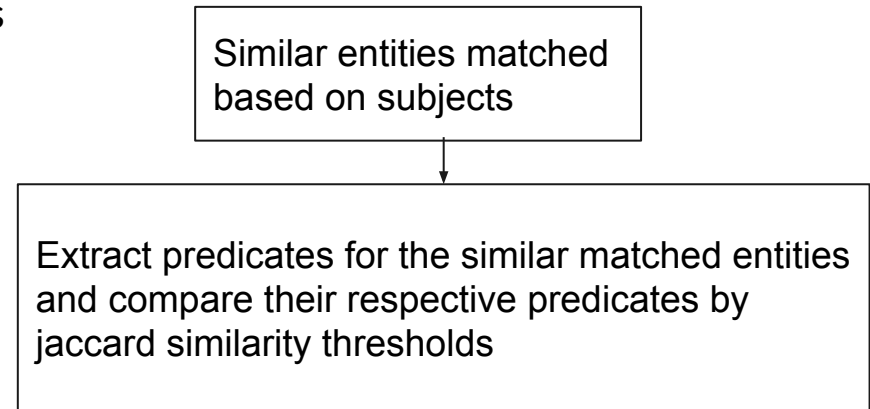 s
Similar entities matched
based on subjects
Extract predicates for the similar matched entities
and compare their respective predicates by
jaccard similarity thresholds